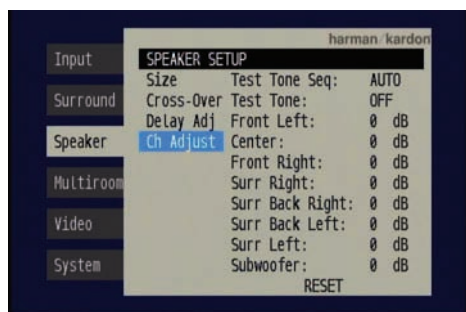 harman/kardon
Input
Surround
Speaker
Multiroom
Video
System
SPEAKER SETUP
Size
Cross-Over
Delay Adj
Ch Adjust
Test Tone Seq: AUTO
Test Tone: OFF
Front Left: 0 dB
Center: 0 dB
Front Right: 0 dB
Surr Right: 0 dB
Surr Back Right: 0 dB
Surr Back Left: 0 dB
Surr Left: 0 dB
Subwoofer: 0 dB
RESET